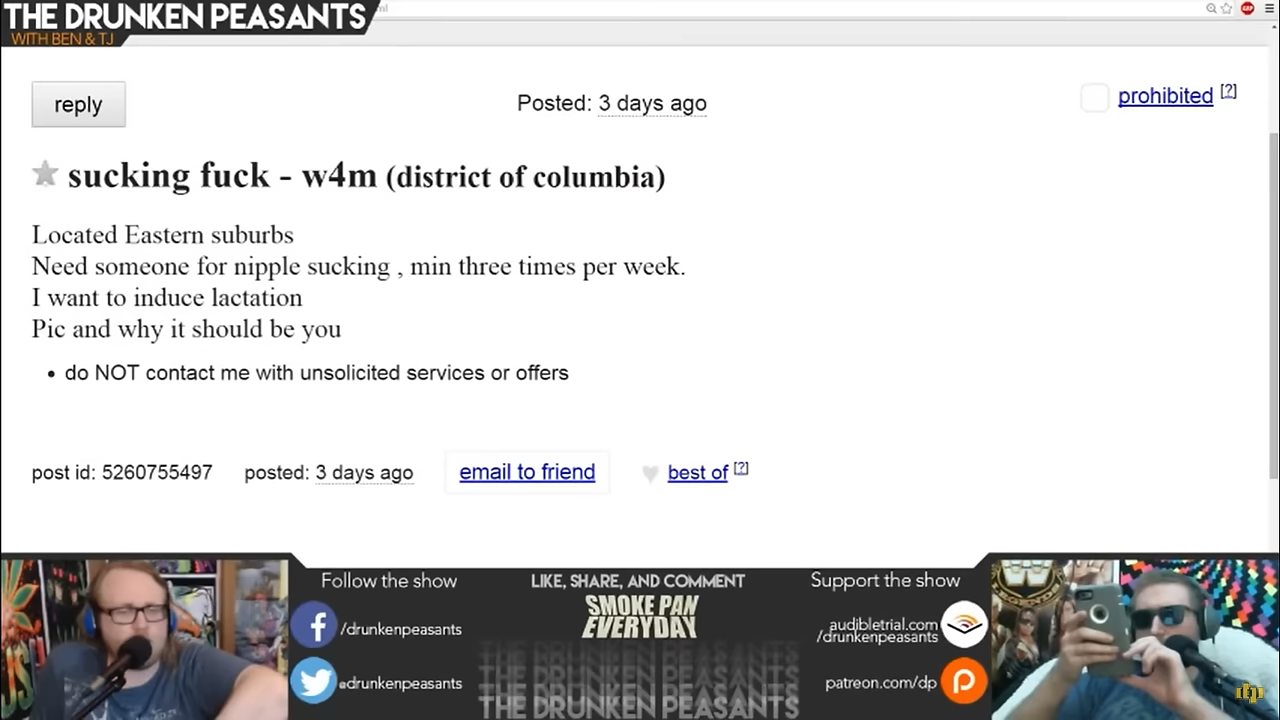 THE DRUNKEN PEASANTS
WITH BEN & TJ
reply
Posted: 3 days ago
prohibited [?]
sucking fuck - w4m (district of columbia)
Located Eastern suburbs
Need someone for nipple sucking , min three times per week.
I want to induce lactation
Pic and why it should be you
• do NOT contact me with unsolicited services or offers
post id: 5260755497 posted: 3 days ago email to friend best of [?]
Follow the show
/drunkenpeasants
@drunkenpeasants
LIKE, SHARE, AND COMMENT
SMOKE PAN
EVERYDAY
THE DRUNKEN PEASANTS
THE DRUNKEN PEASANTS
Support the show
audibletrial.com
/drunkenpeasants
patreon.com/dp
dp